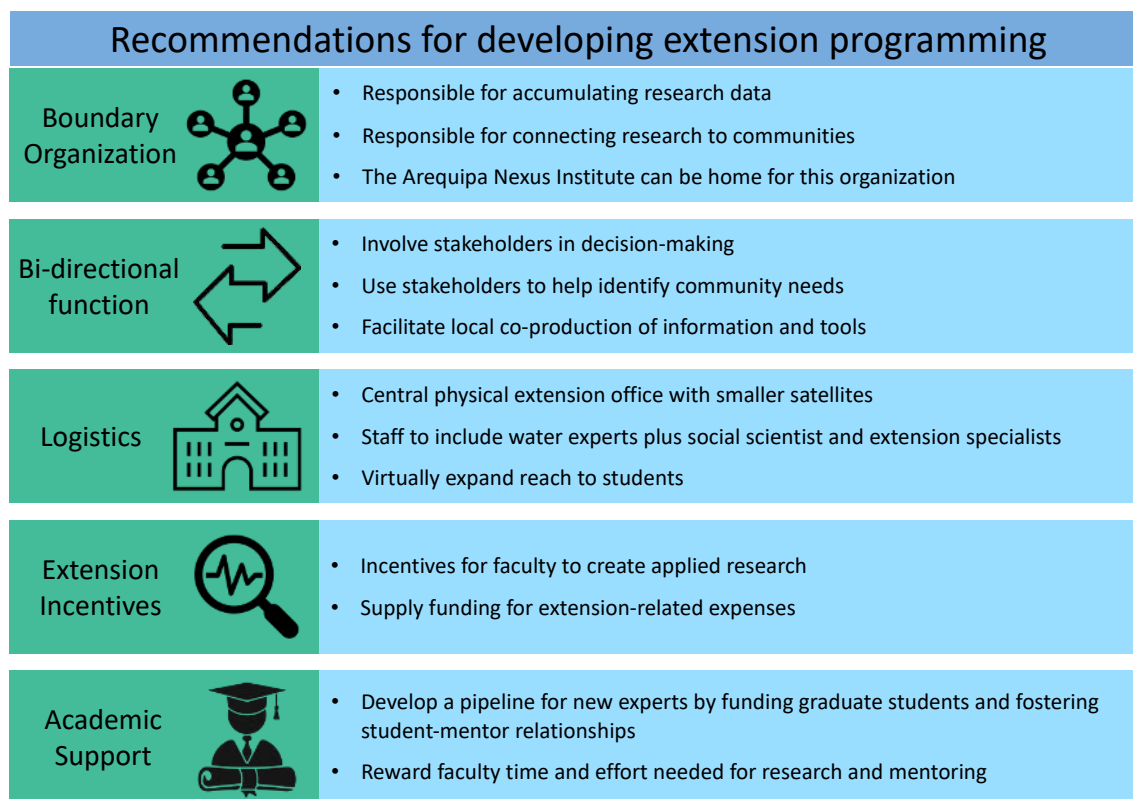 Recommendations for developing extension programming
Boundary
Organization
• Responsible for accumulating research data
• Responsible for connecting research to communities
• The Arequipa Nexus Institute can be home for this organization
Bi-directional
function
• Involve stakeholders in decision-making
• Use stakeholders to help identify community needs
• Facilitate local co-production of information and tools
Logistics
• Central physical extension office with smaller satellites
• Staff to include water experts plus social scientist and extension specialists
• Virtually expand reach to students
Extension
Incentives
• Incentives for faculty to create applied research
• Supply funding for extension-related expenses
Academic
Support
• Develop a pipeline for new experts by funding graduate students and fostering
student-mentor relationships
• Reward faculty time and effort needed for research and mentoring